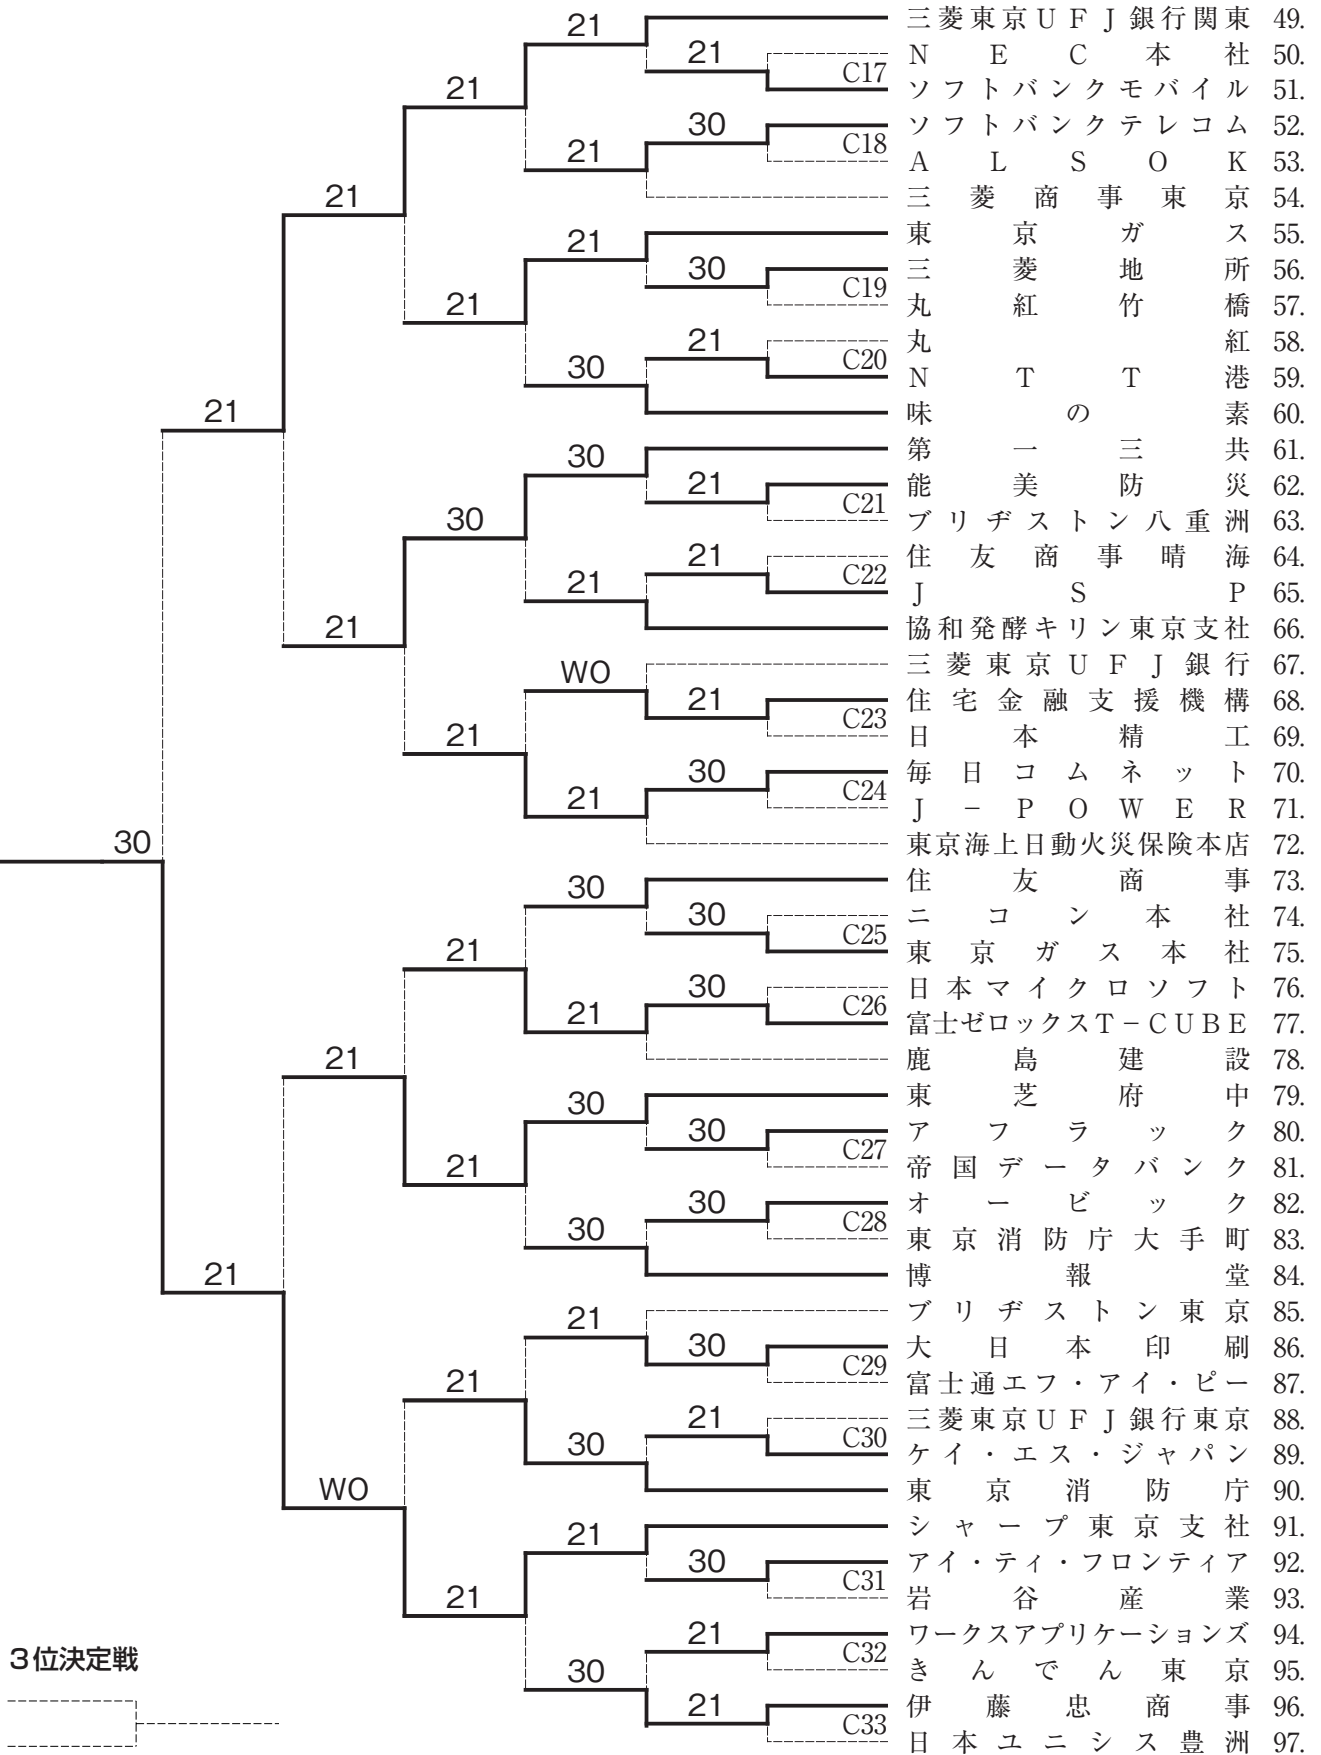 三菱東京UFJ銀行関東 49.
NEC本社 50.
ソフトバンクモバイル 51.
ソフトバンクテレコム 52.
ALSOK 53.
三菱商事東京 54.
東京ガス 55.
三菱地所 56.
丸紅竹橋 57.
丸紅 58.
NTT港 59.
味の素 60.
第一三共 61.
能美防災 62.
ブリヂストン八重洲 63.
住友商事晴海 64.
JSP 65.
協和発酵キリン東京支社 66.
三菱東京UFJ銀行 67.
住宅金融支援機構 68.
日本精工 69.
毎日コムネット 70.
J−POWER 71.
東京海上日動火災保険本店 72.
住友商事 73.
ニコン本社 74.
東京ガス本社 75.
日本マイクロソフト 76.
富士ゼロックスT−CUBE 77.
鹿島建設 78.
東芝府中 79.
アフラック 80.
帝国データバンク 81.
オービック 82.
東京消防庁大手町 83.
博報堂 84.
ブリヂストン東京 85.
大日本印刷 86.
富士通エフ・アイ・ピー 87.
三菱東京UFJ銀行東京 88.
ケイ・エス・ジャパン 89.
東京消防庁 90.
シャープ東京支社 91.
アイ・ティ・フロンティア 92.
岩谷産業 93.
ワークスアプリケーションズ 94.
きんでん東京 95.
伊藤忠商事 96.
日本ユニシス豊洲 97.
C17
C18
C19
C20
C21
C22
C23
C24
C25
C26
C27
C28
C29
C30
C31
C32
C33
21
30
30
21
21
21
21
30
30
30
30
30
30
21
30
21
21
21
21
21
30
30
21
WO
21
30
21
30
30
21
30
21
30
21
21
30
21
21
21
21
21
21
21
21
WO
21
21
30
3位決定戦